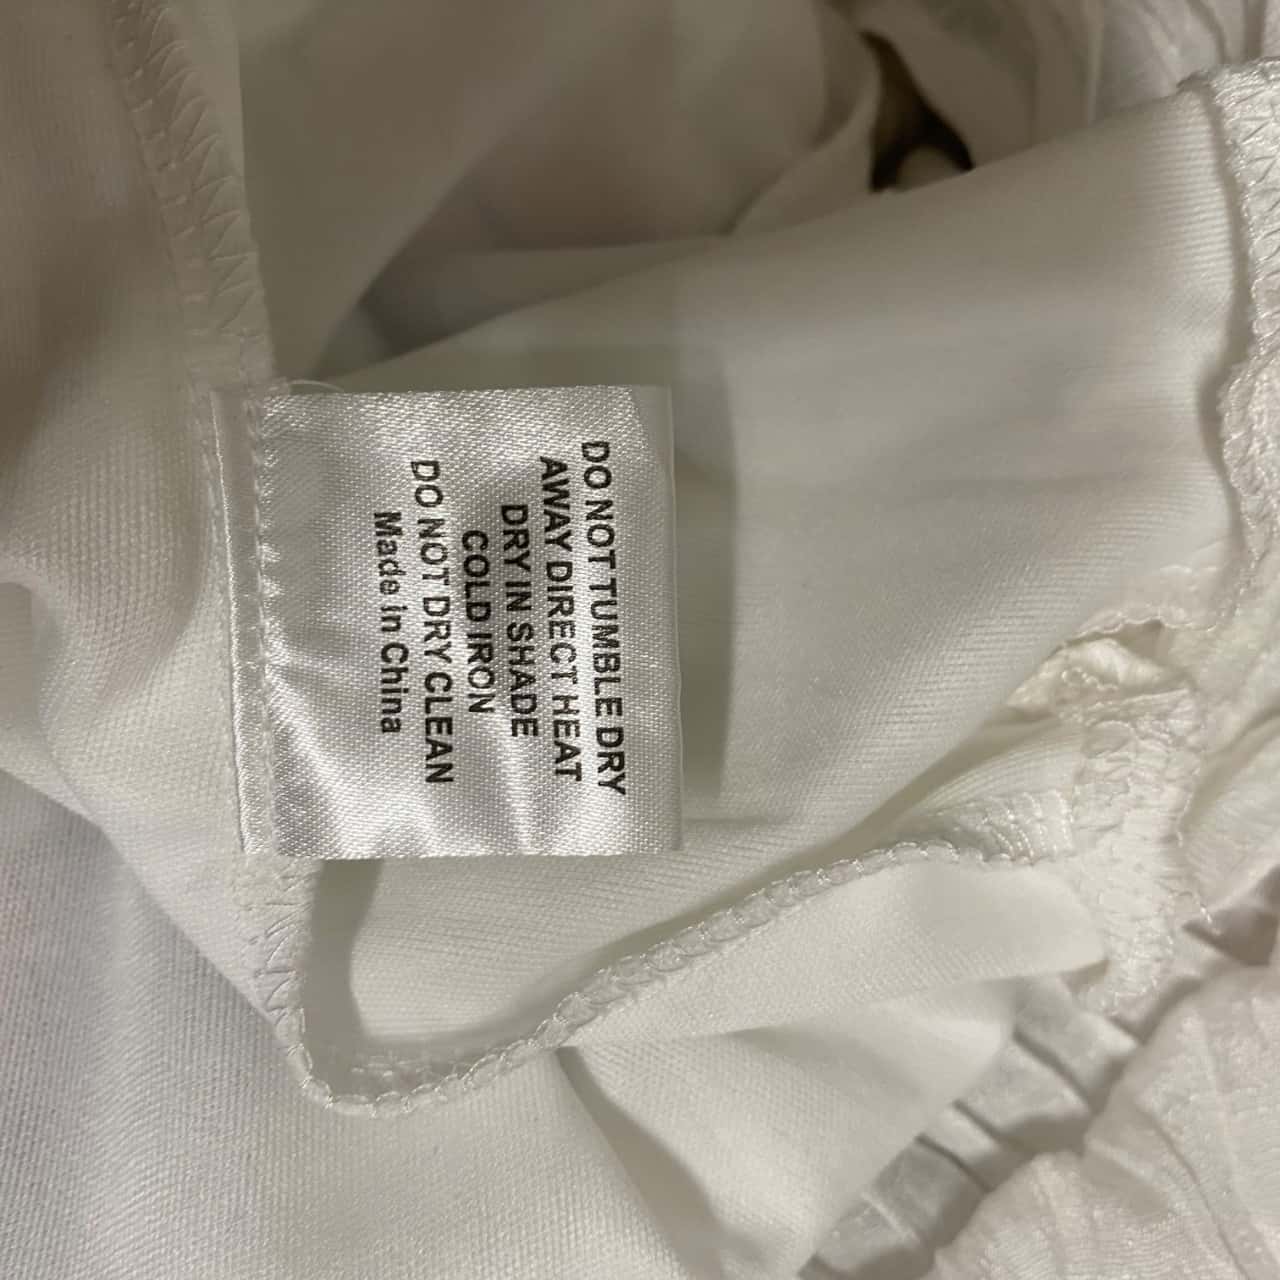 DO NOT TUMBLE DRY
AWAY DIRECT HEAT
DRY IN SHADE
COLD IRON
DO NOT DRY CLEAN
Made in China